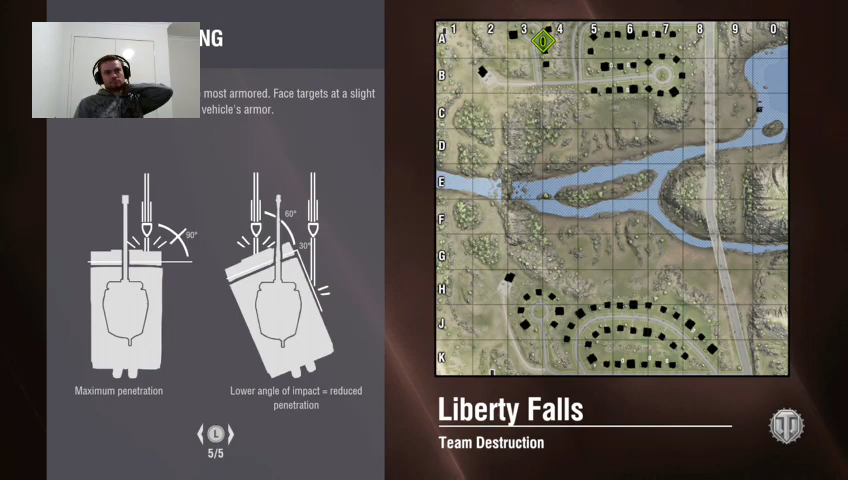 NG
most armored. Face targets at a slight
vehicle's armor.
90°
60°
30°
Maximum penetration
Lower angle of impact = reduced
penetration
L
5/5
1 2 3 4 5 6 7 8 9 0
A
B
C
D
E
F
G
H
J
K
0
Liberty Falls
Team Destruction